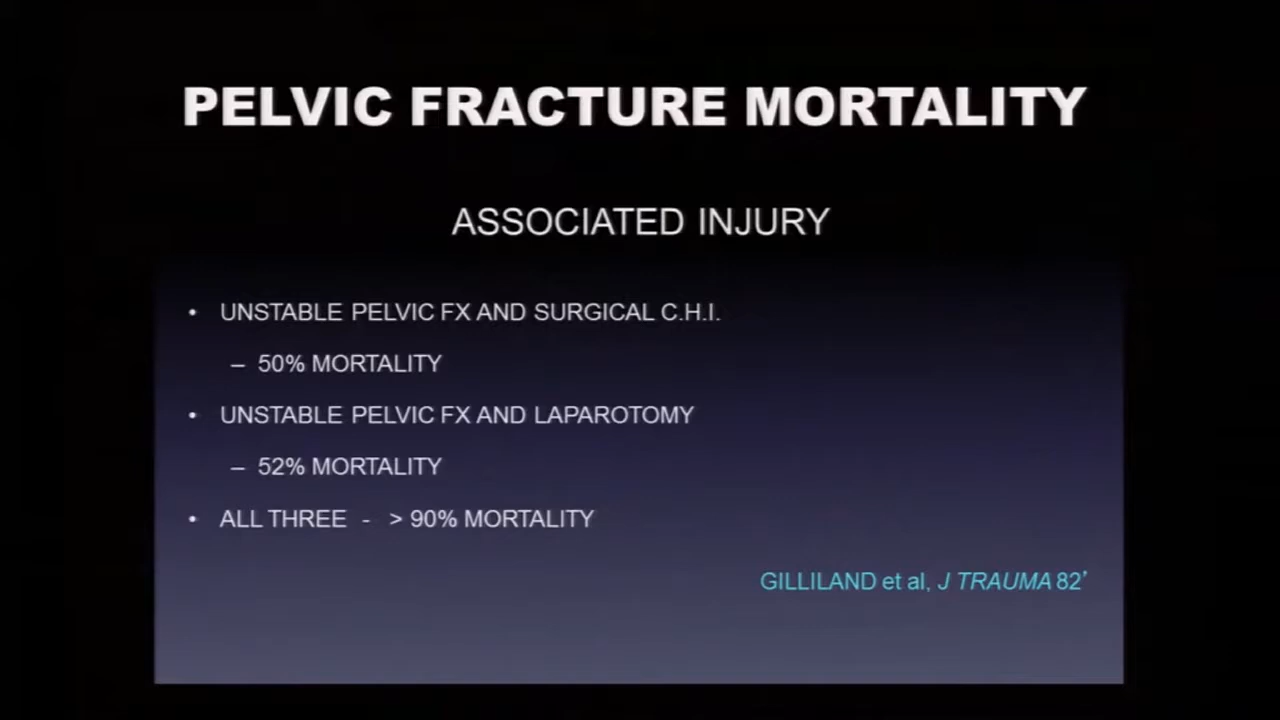 PELVIC FRACTURE MORTALITY
ASSOCIATED INJURY
• UNSTABLE PELVIC FX AND SURGICAL C.H.I.
– 50% MORTALITY
• UNSTABLE PELVIC FX AND LAPAROTOMY
– 52% MORTALITY
• ALL THREE - > 90% MORTALITY
GILLILAND et al, J TRAUMA 82’